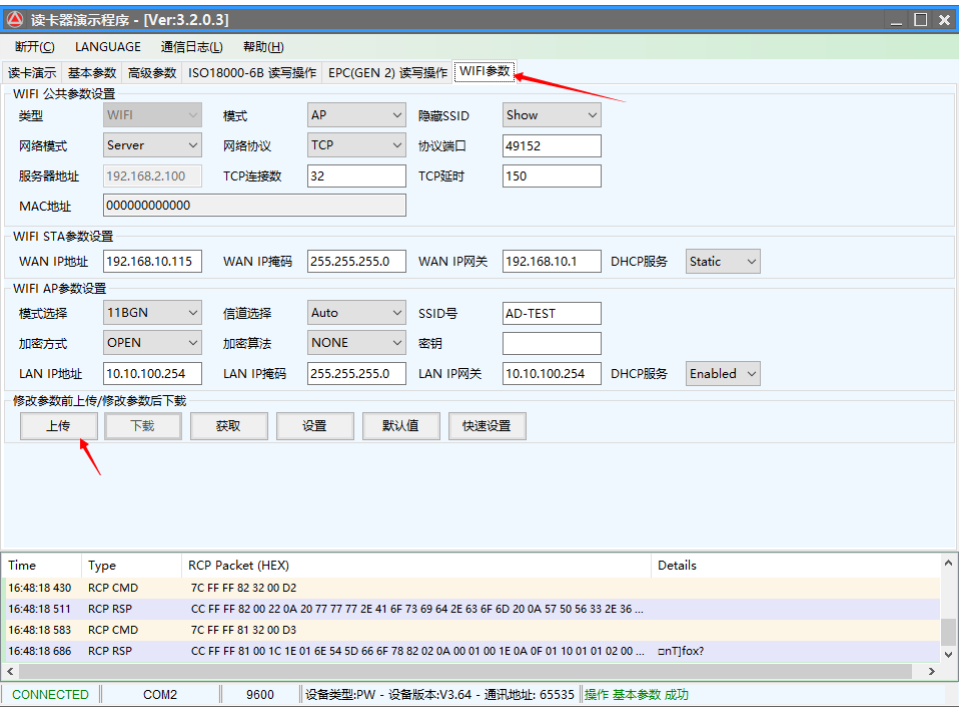 读卡器演示程序 - [Ver:3.2.0.3]
断开(C) LANGUAGE 通信日志(L) 帮助(H)
读卡演示 基本参数 高级参数 ISO18000-6B 读写操作 EPC(GEN 2) 读写操作 WIFI参数
WIFI 公共参数设置
类型 WIFI 模式 AP 隐藏SSID Show
网络模式 Server 网络协议 TCP 协议端口 49152
服务器地址 192.168.2.100 TCP连接数 32 TCP延时 150
MAC地址 000000000000
WIFI STA参数设置
WAN IP地址 192.168.10.115 WAN IP掩码 255.255.255.0 WAN IP网关 192.168.10.1 DHCP服务 Static
WIFI AP参数设置
模式选择 11BGN 信道选择 Auto SSID号 AD-TEST
加密方式 OPEN 加密算法 NONE 密钥
LAN IP地址 10.10.100.254 LAN IP掩码 255.255.255.0 LAN IP网关 10.10.100.254 DHCP服务 Enabled
修改参数前上传/修改参数后下载
上传 下载 获取 设置 默认值 快速设置
Time Type RCP Packet (HEX) Details
16:48:18 430 RCP CMD 7C FF FF 82 32 00 D2
16:48:18 511 RCP RSP CC FF FF 82 00 22 0A 20 77 77 77 2E 41 6F 73 69 64 2E 63 6F 6D 20 0A 57 50 56 33 2E 36 ...
16:48:18 583 RCP CMD 7C FF FF 81 32 00 D3
16:48:18 686 RCP RSP CC FF FF 81 00 1C 1E 01 6E 54 5D 66 6F 78 82 02 0A 00 01 00 1E 0A 0F 01 10 01 01 02 00 ... □nT]fox?
CONNECTED COM2 9600 设备类型:PW - 设备版本:V3.64 - 通讯地址: 65535 操作 基本参数 成功